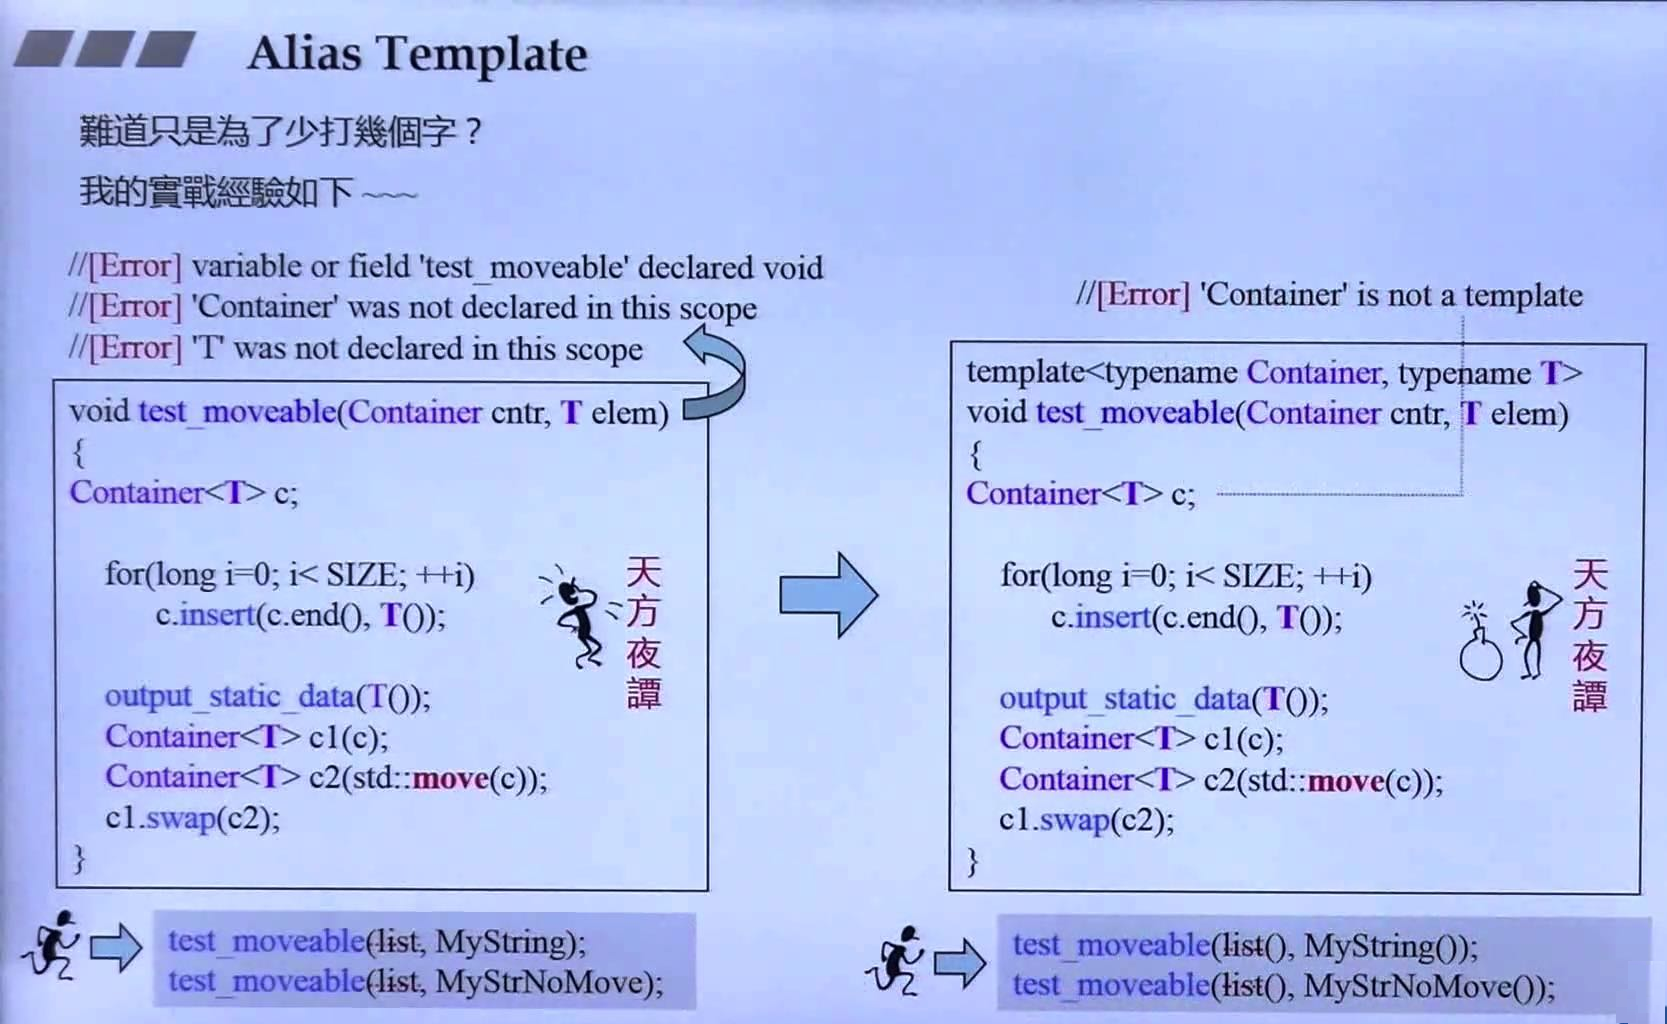 Alias Template
難道只是為了少打幾個字？
我的實戰經驗如下 ~~~
//[Error] variable or field 'test_moveable' declared void
//[Error] 'Container' was not declared in this scope
//[Error] 'T' was not declared in this scope
void test_moveable(Container cntr, T elem)
{
Container<T> c;
for(long i=0; i< SIZE; ++i)
c.insert(c.end(), T());
output_static_data(T());
Container<T> c1(c);
Container<T> c2(std::move(c));
c1.swap(c2);
}
天方夜譚
test_moveable(list, MyString);
test_moveable(list, MyStrNoMove);
//[Error] 'Container' is not a template
template<typename Container, typename T>
void test_moveable(Container cntr, T elem)
{
Container<T> c;
for(long i=0; i< SIZE; ++i)
c.insert(c.end(), T());
output_static_data(T());
Container<T> c1(c);
Container<T> c2(std::move(c));
c1.swap(c2);
}
天方夜譚
test_moveable(list(), MyString());
test_moveable(list(), MyStrNoMove());